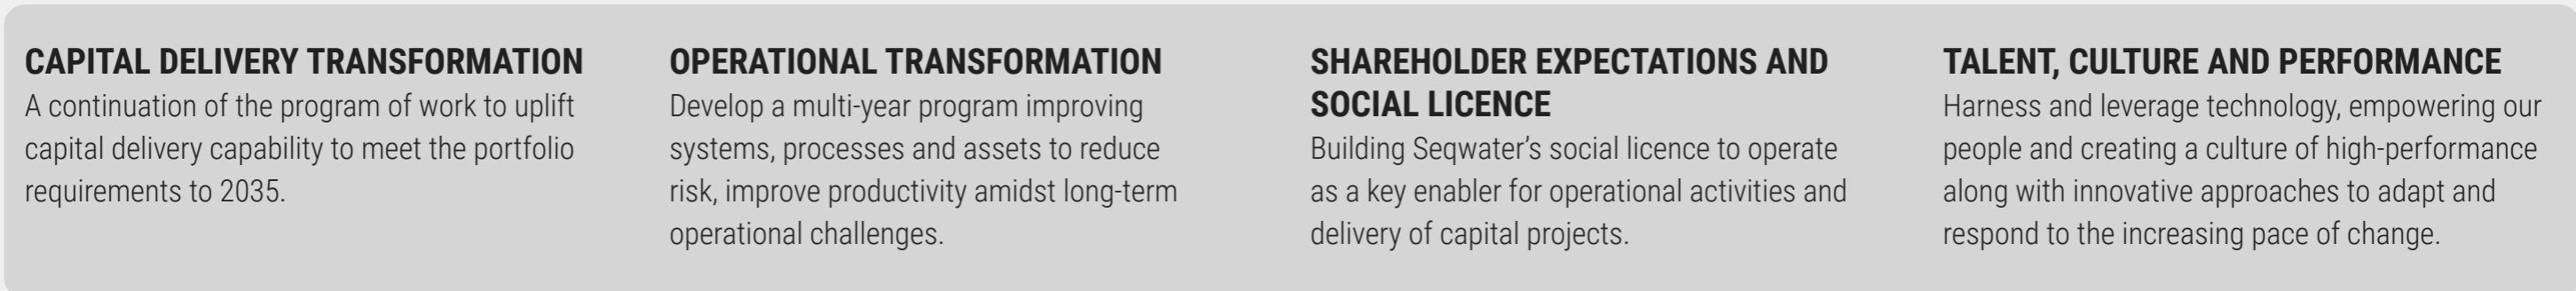 CAPITAL DELIVERY TRANSFORMATION
A continuation of the program of work to uplift
capital delivery capability to meet the portfolio
requirements to 2035.
OPERATIONAL TRANSFORMATION
Develop a multi-year program improving
systems, processes and assets to reduce
risk, improve productivity amidst long-term
operational challenges.
SHAREHOLDER EXPECTATIONS AND
SOCIAL LICENCE
Building Seqwater’s social licence to operate
as a key enabler for operational activities and
delivery of capital projects.
TALENT, CULTURE AND PERFORMANCE
Harness and leverage technology, empowering our
people and creating a culture of high-performance
along with innovative approaches to adapt and
respond to the increasing pace of change.